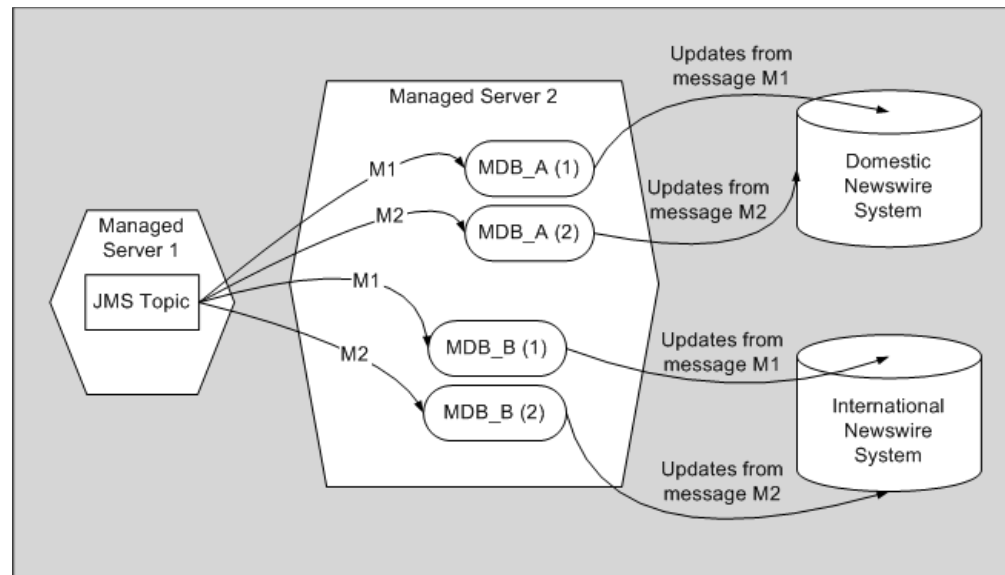 Updates from
message M1
Managed Server 2
MDB_A (1)
M1
Domestic
Newswire
System
Updates from
message M2
M2
MDB_A (2)
Managed
Server 1
JMS Topic
M1
MDB_B (1)
Updates from
message M1
M2
MDB_B (2)
International
Newswire
System
Updates from
message M2